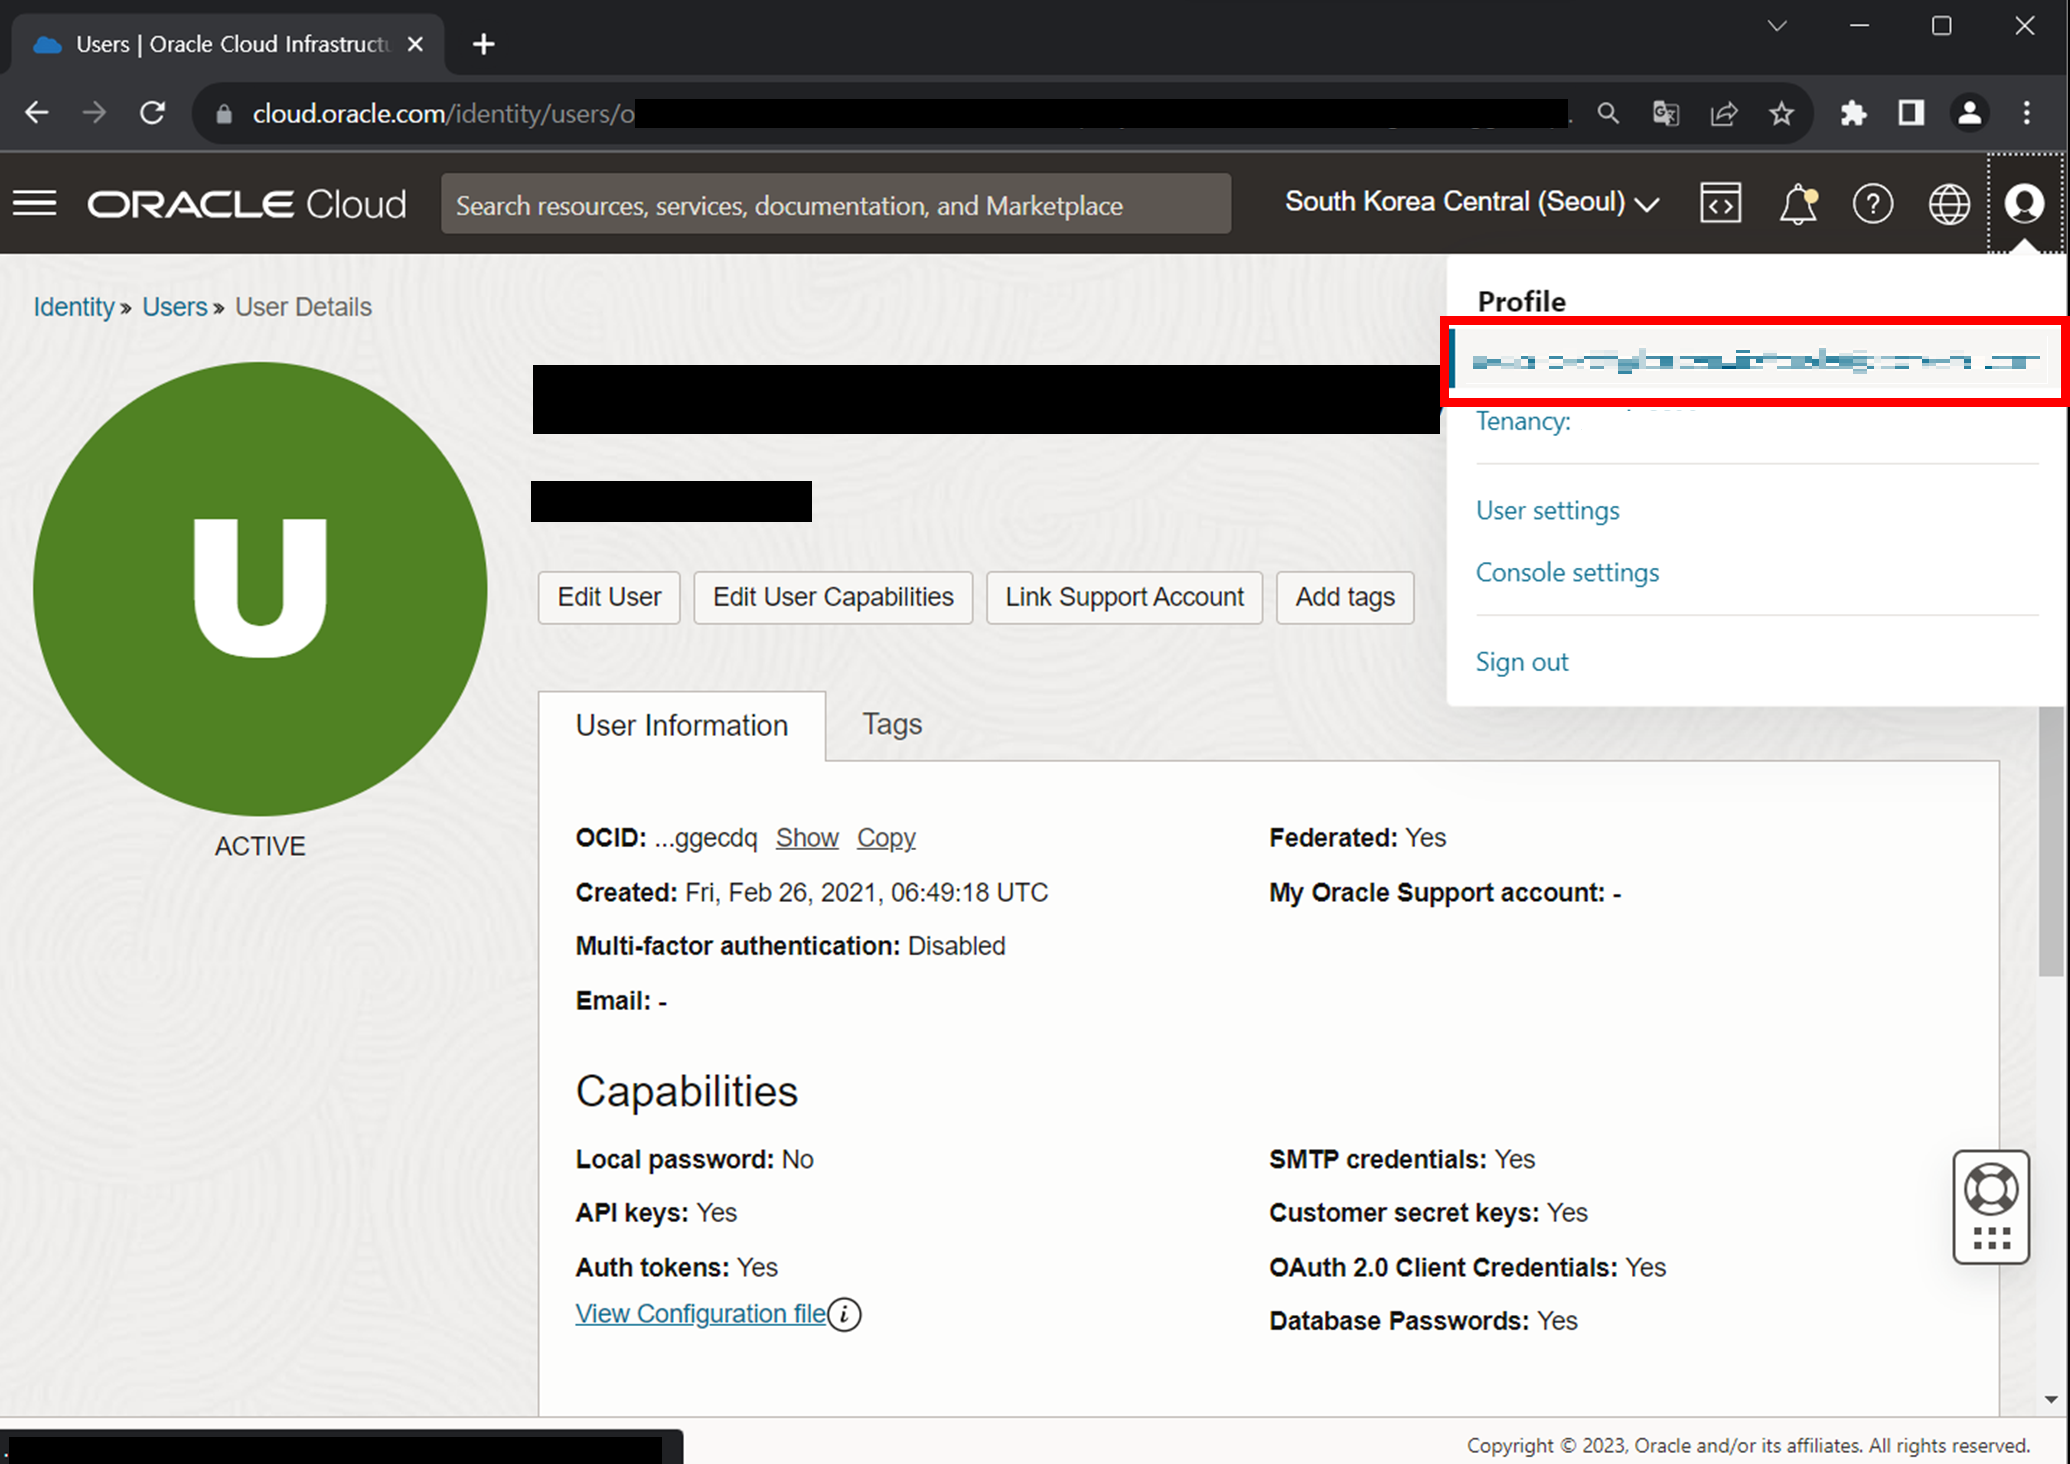 Users | Oracle Cloud Infrastructu
cloud.oracle.com/identity/users/o
ORACLE Cloud
Search resources, services, documentation, and Marketplace
South Korea Central (Seoul)
Identity » Users » User Details
Profile
Tenancy:
User settings
Console settings
Sign out
U
ACTIVE
Edit User
Edit User Capabilities
Link Support Account
Add tags
User Information
Tags
OCID: ...ggecdq Show Copy
Federated: Yes
Created: Fri, Feb 26, 2021, 06:49:18 UTC
My Oracle Support account: -
Multi-factor authentication: Disabled
Email: -
Capabilities
Local password: No
SMTP credentials: Yes
API keys: Yes
Customer secret keys: Yes
Auth tokens: Yes
OAuth 2.0 Client Credentials: Yes
View Configuration file
Database Passwords: Yes
Copyright © 2023, Oracle and/or its affiliates. All rights reserved.